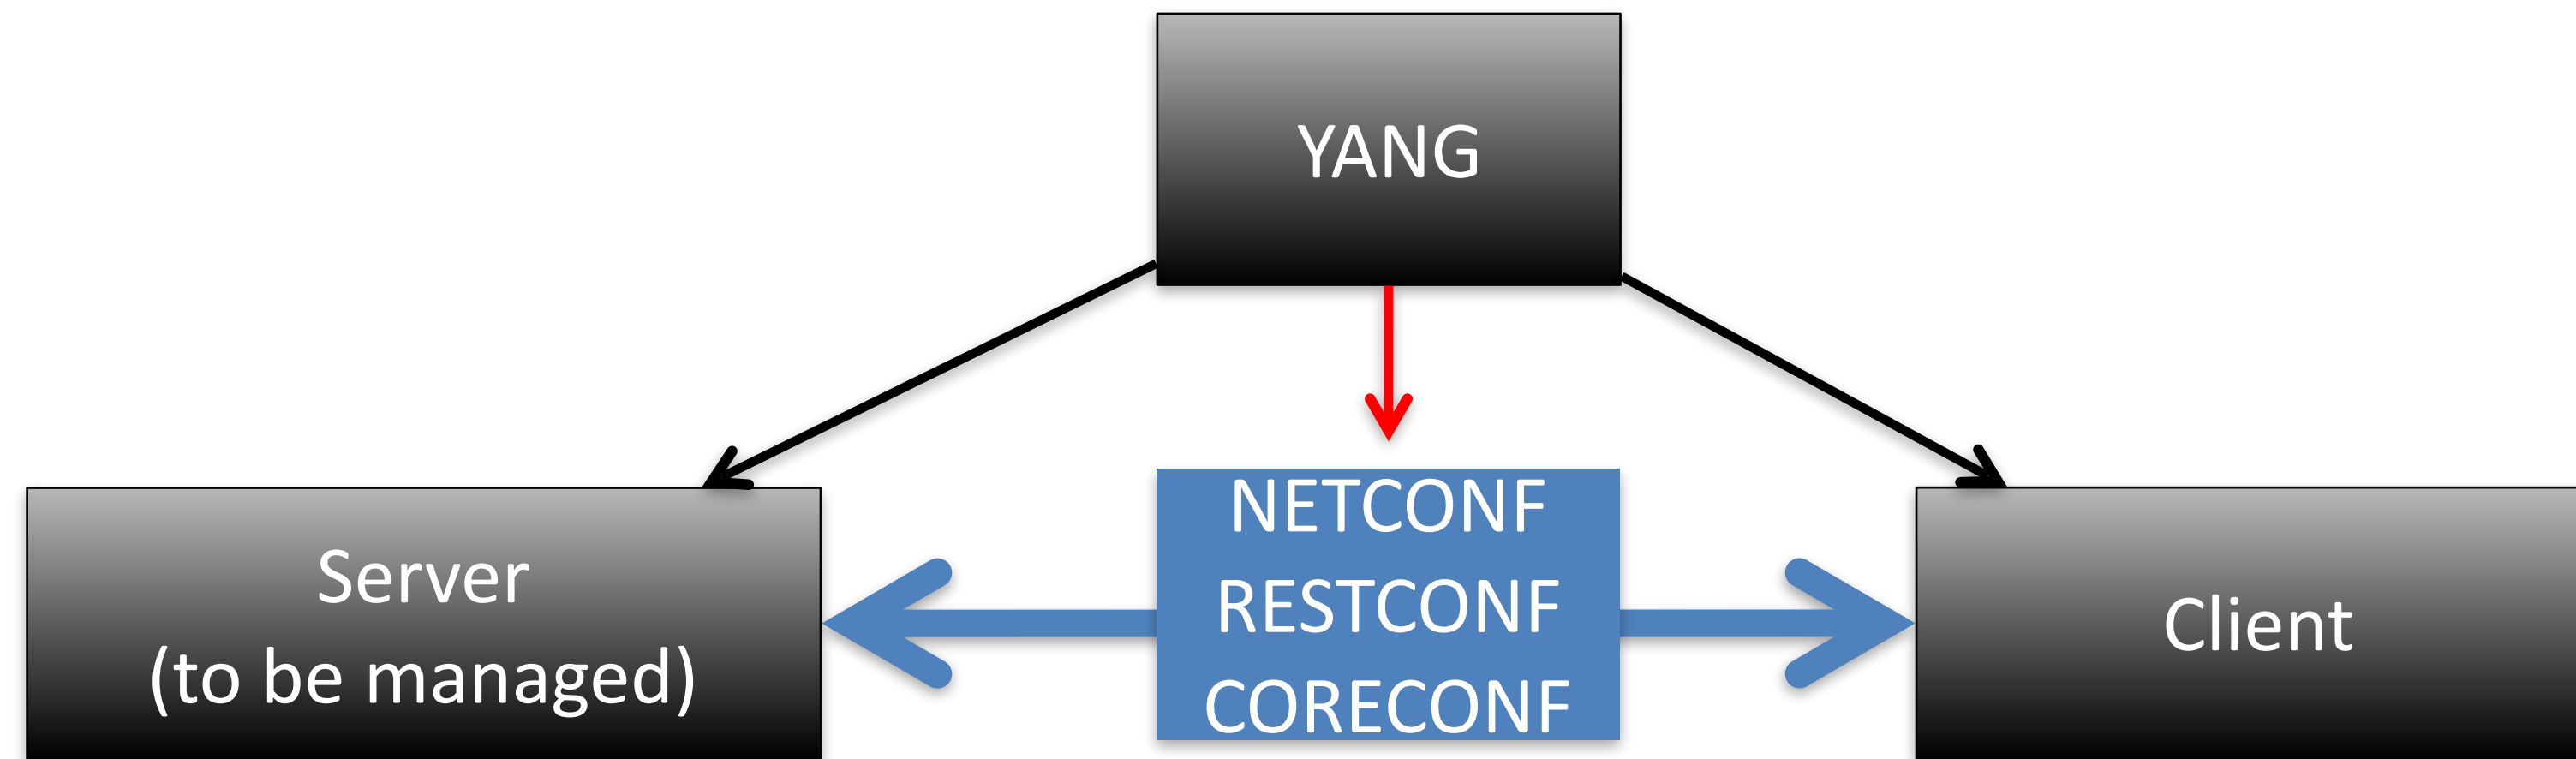 YANG
NETCONF
RESTCONF
CORECONF
Server
(to be managed)
Client